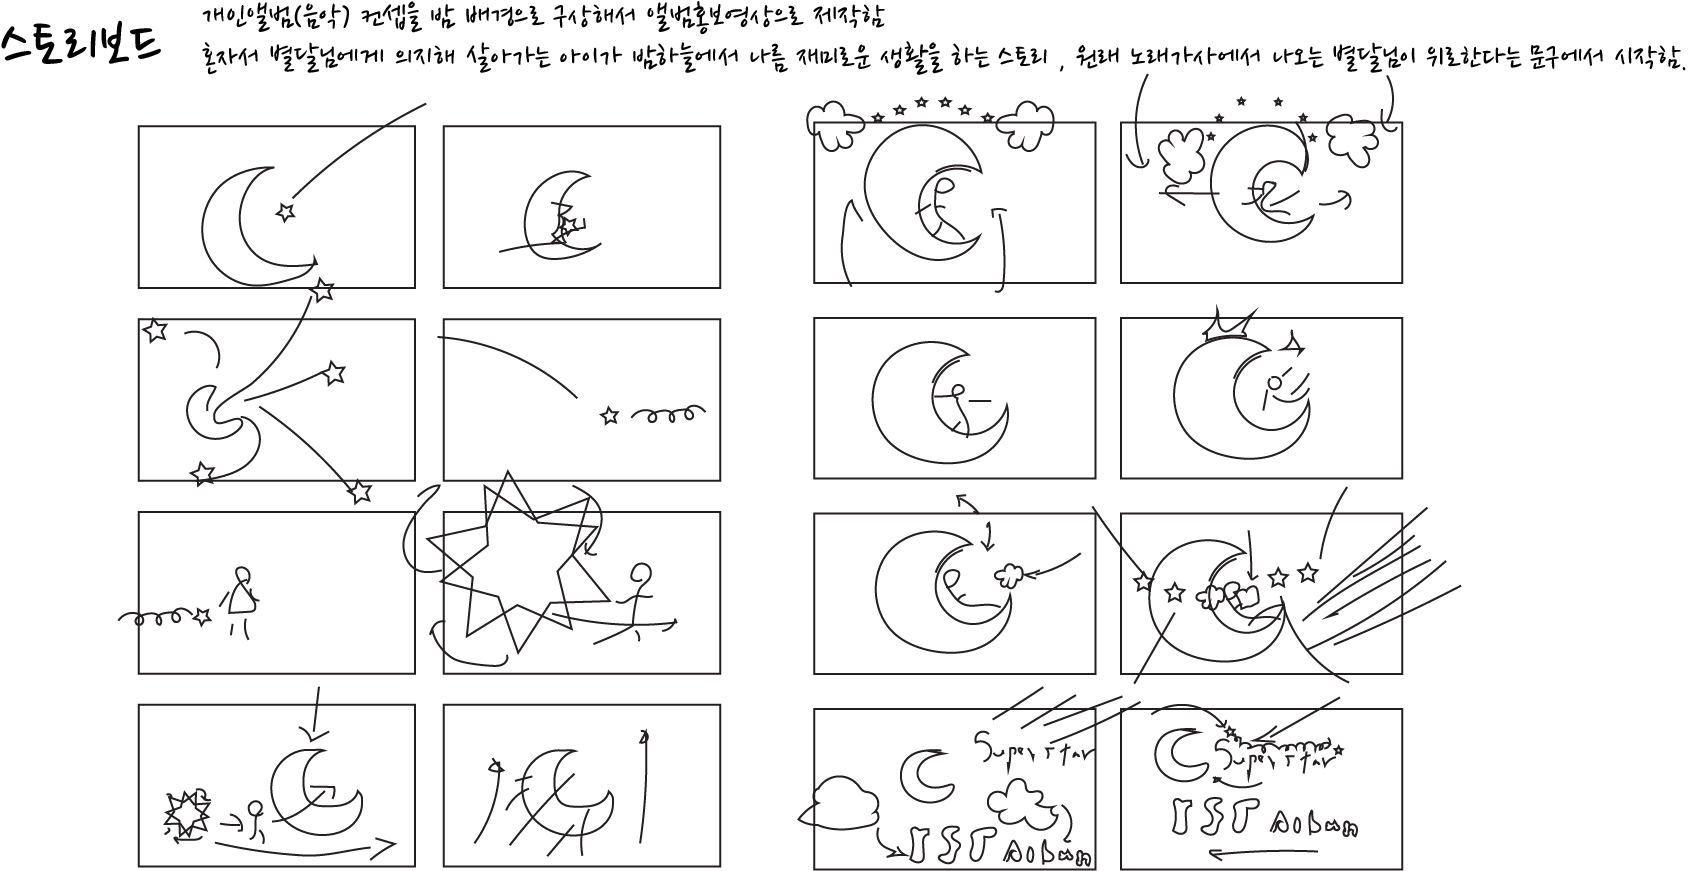 스토리보드
개인앨범(음악) 컨셉을 밤 배경으로 구상해서 앨범홍보영상으로 제작함
혼자서 별달님에게 의지해 살아가는 아이가 밤하늘에서 나름 재미로운 생활을 하는 스토리 , 원래 노래가사에서 나오는 별달님이 위로한다는 문구에서 시작함.
Super star
1ST Album
Super star
1ST Album